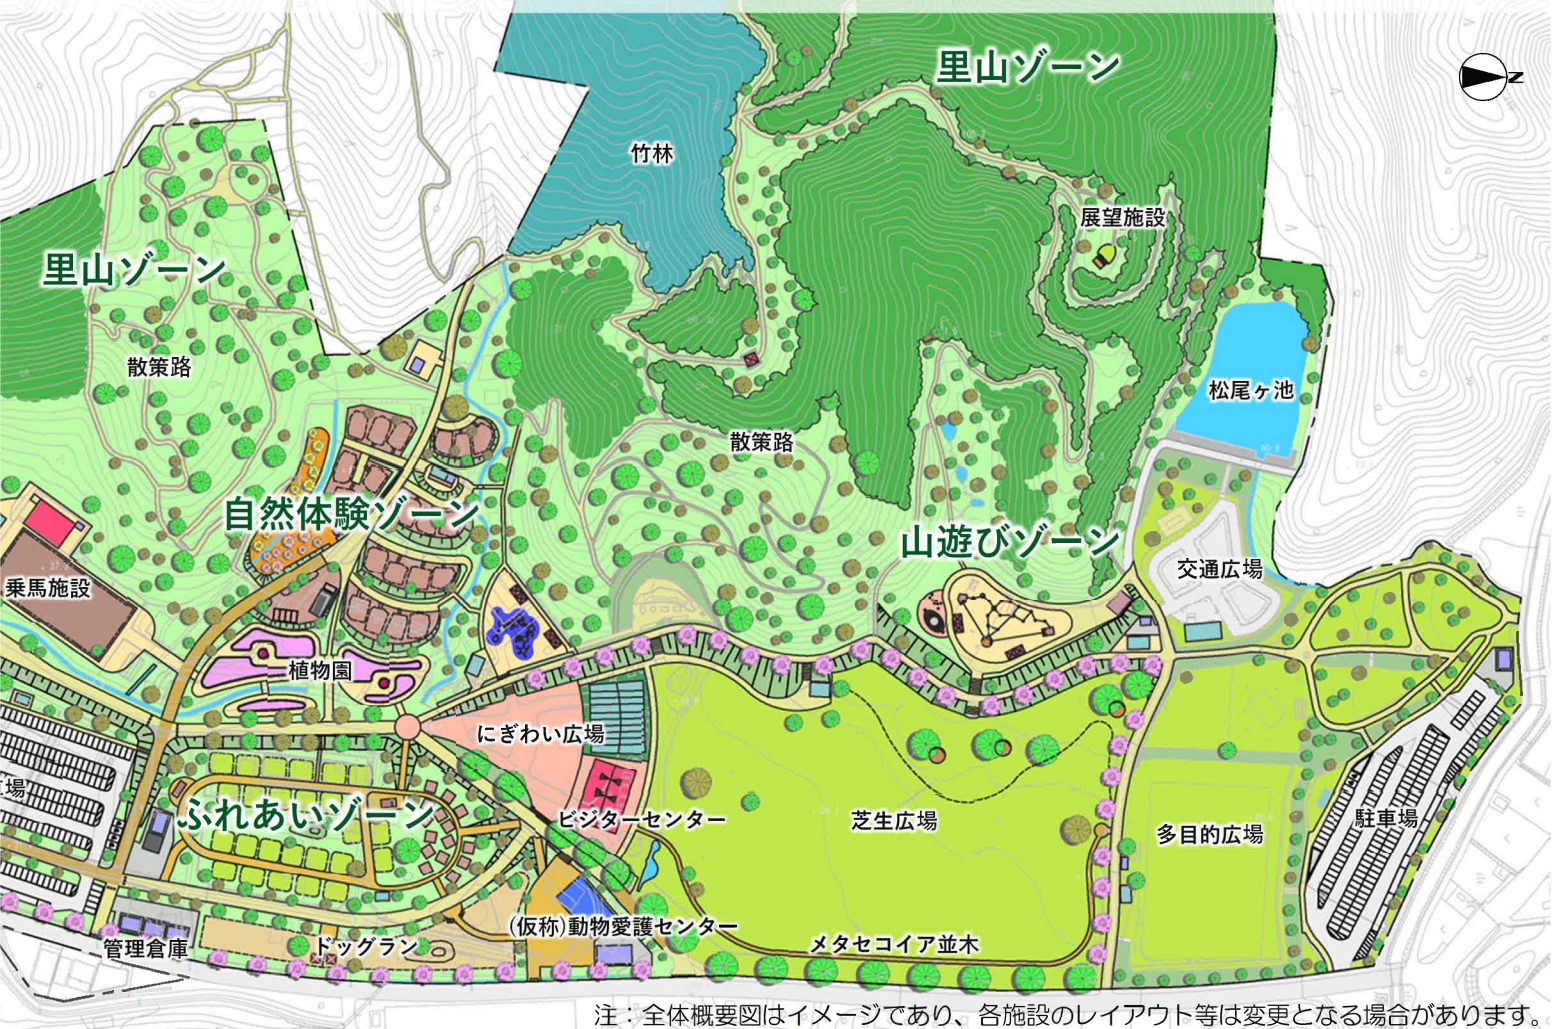 里山ゾーン
N
竹林
展望施設
里山ゾーン
散策路
松尾ヶ池
散策路
自然体験ゾーン
山遊びゾーン
交通広場
乗馬施設
植物園
にぎわい広場
場
ふれあいゾーン
ビジターセンター
芝生広場
駐車場
多目的広場
(仮称)動物愛護センター
管理倉庫
ドッグラン
メタセコイア並木
注：全体概要図はイメージであり、各施設のレイアウト等は変更となる場合があります。